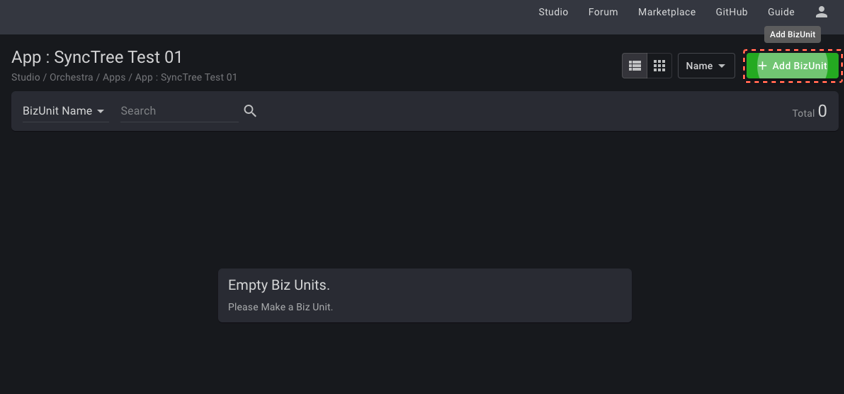 Studio Forum Marketplace GitHub Guide
Add BizUnit
App : SyncTree Test 01
Studio / Orchestra / Apps / App : SyncTree Test 01
Name
+ Add BizUnit
BizUnit Name
Search
Total 0
Empty Biz Units.
Please Make a Biz Unit.